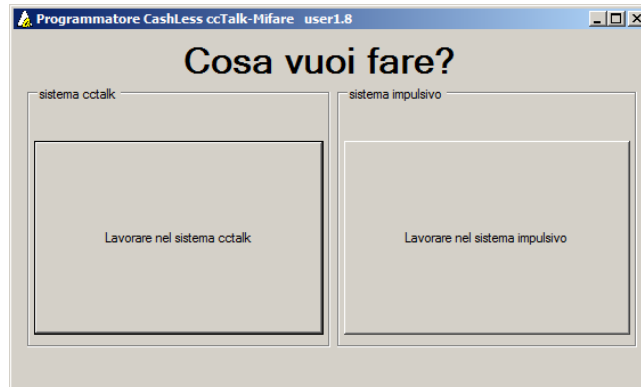 Programmatore CashLess ccTalk-Mifare user1.8
Cosa vuoi fare?
sistema cctalk
sistema impulsivo
Lavorare nel sistema cctalk
Lavorare nel sistema impulsivo